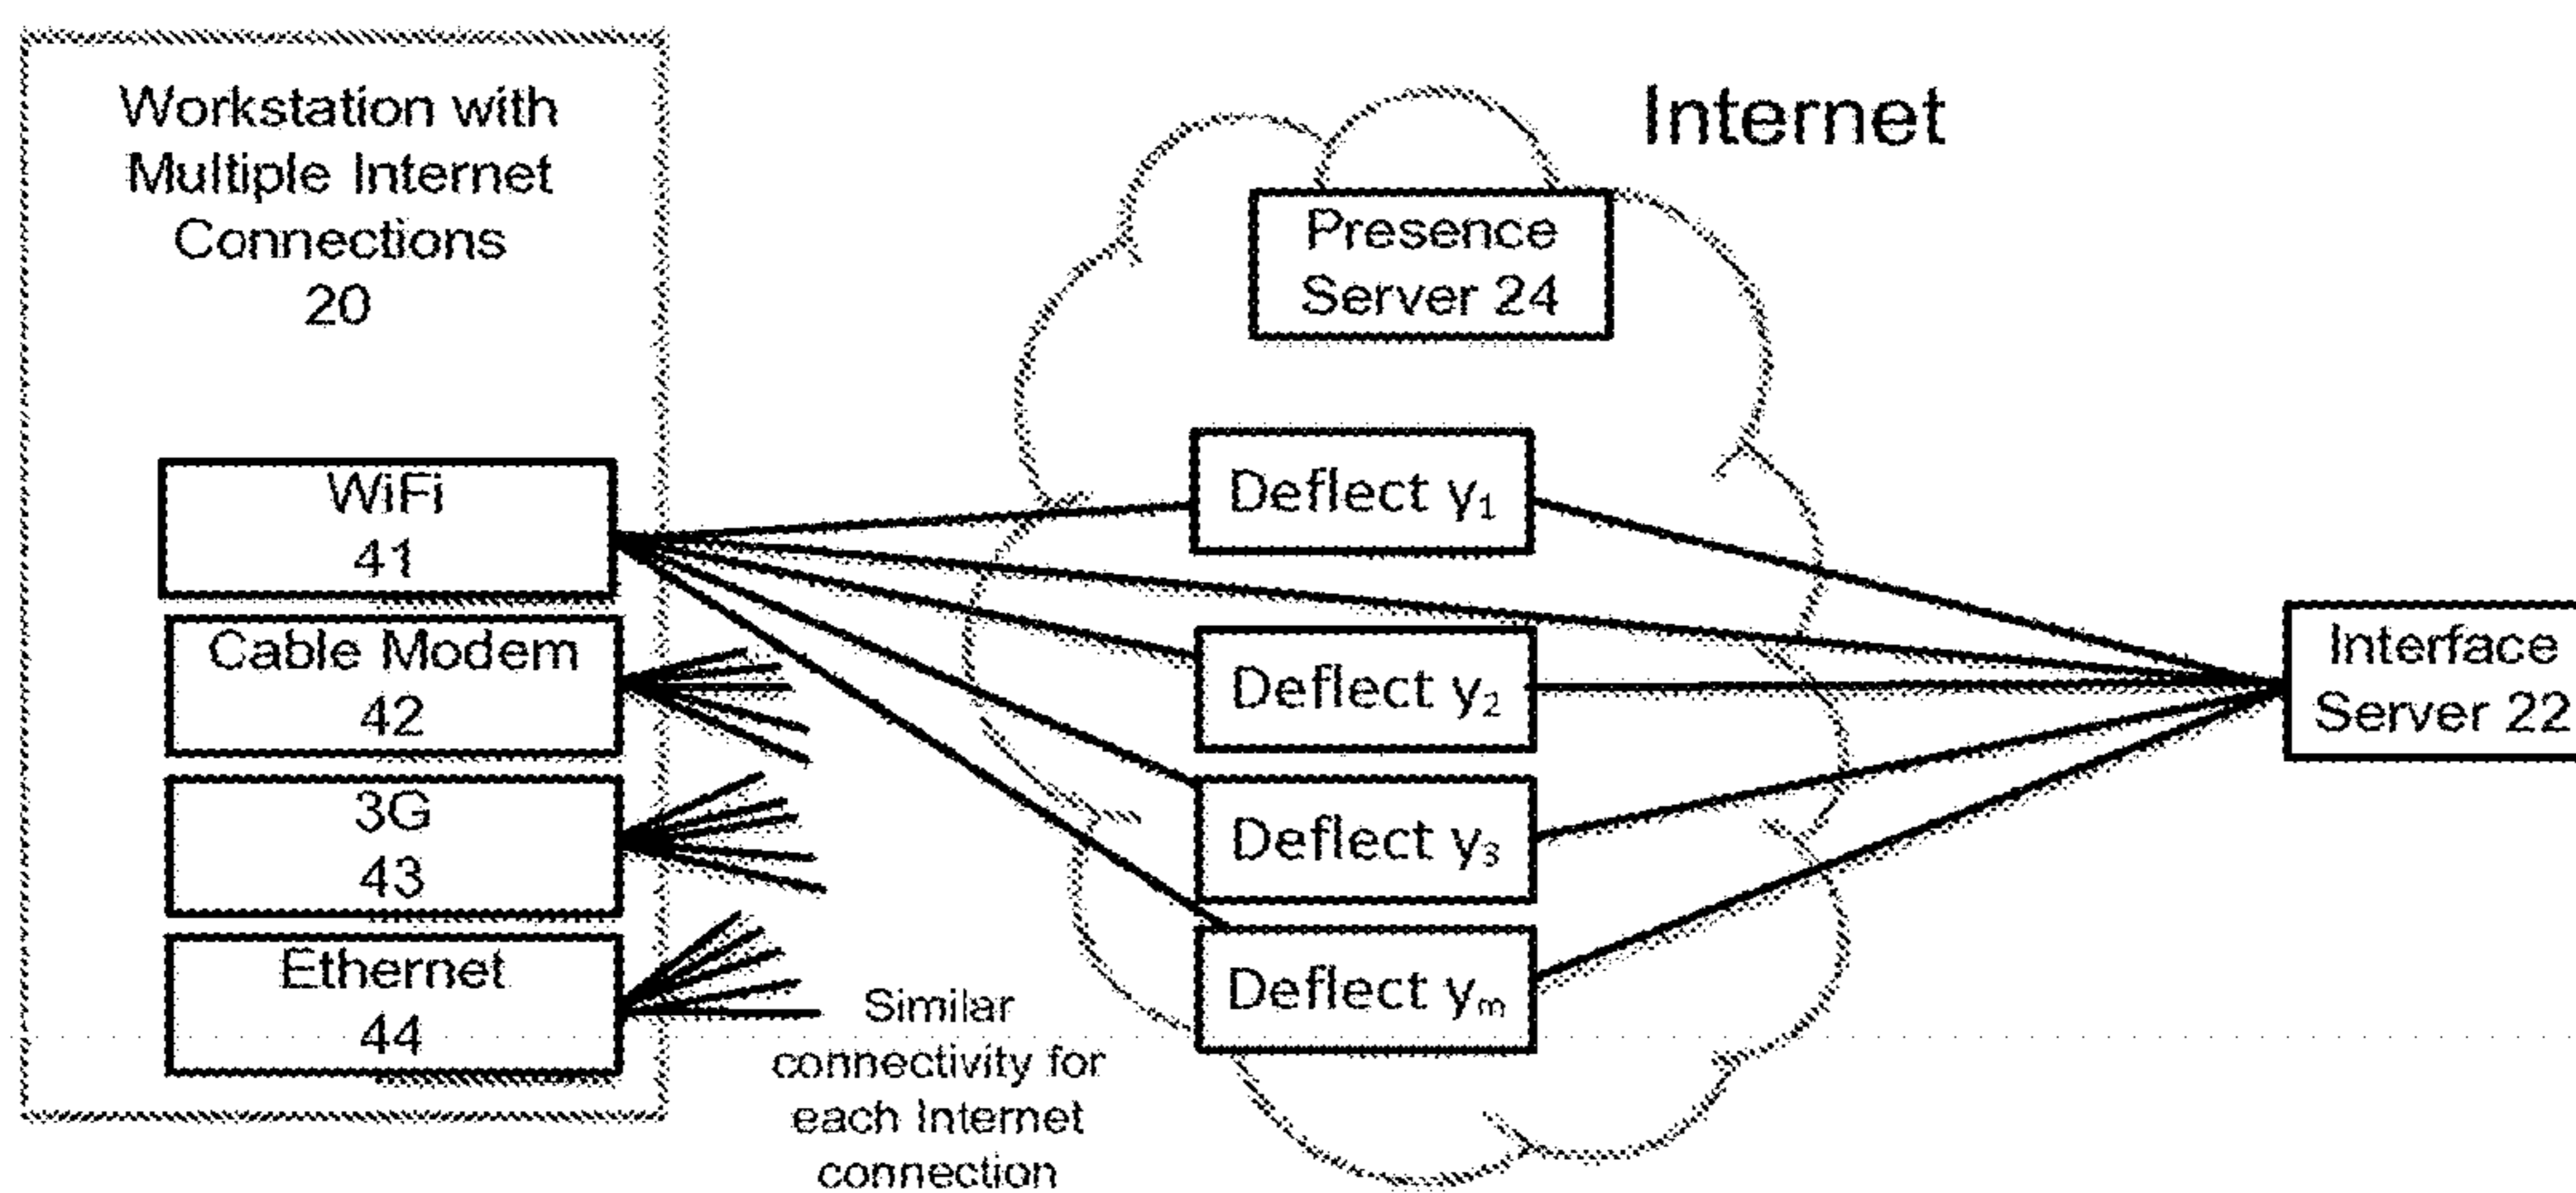 Workstation with
Multiple Internet
Connections
20
WiFi
41
Cable Modem
42
3G
43
Ethernet
44
Similar
connectivity for
each Internet
connection
Internet
Presence
Server 24
Deflect y₁
Deflect y₂
Deflect y₃
Deflect yₘ
Interface
Server 22